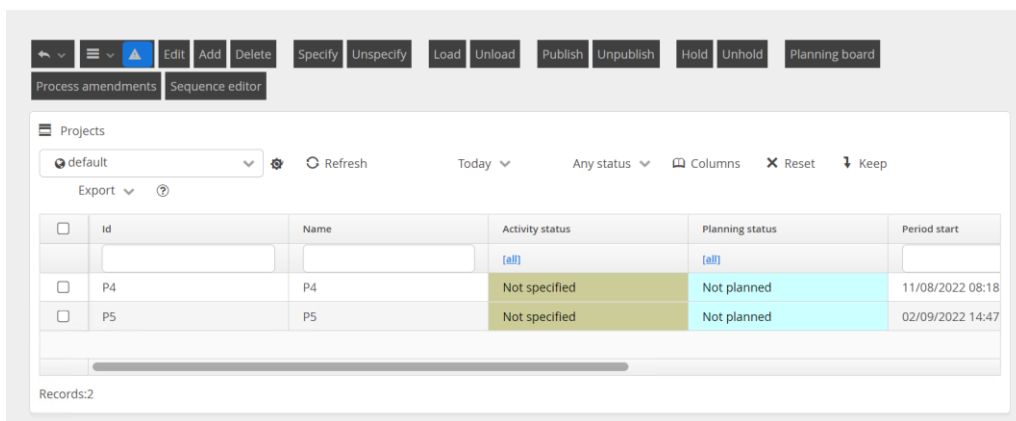 Edit Add Delete Specify Unspecify Load Unload Publish Unpublish Hold Unhold Planning board
Process amendments Sequence editor
Projects
default Refresh Today Any status Columns Reset Keep
Export
Id Name Activity status Planning status Period start
[all] [all]
P4 P4 Not specified Not planned 11/08/2022 08:18
P5 P5 Not specified Not planned 02/09/2022 14:47
Records:2